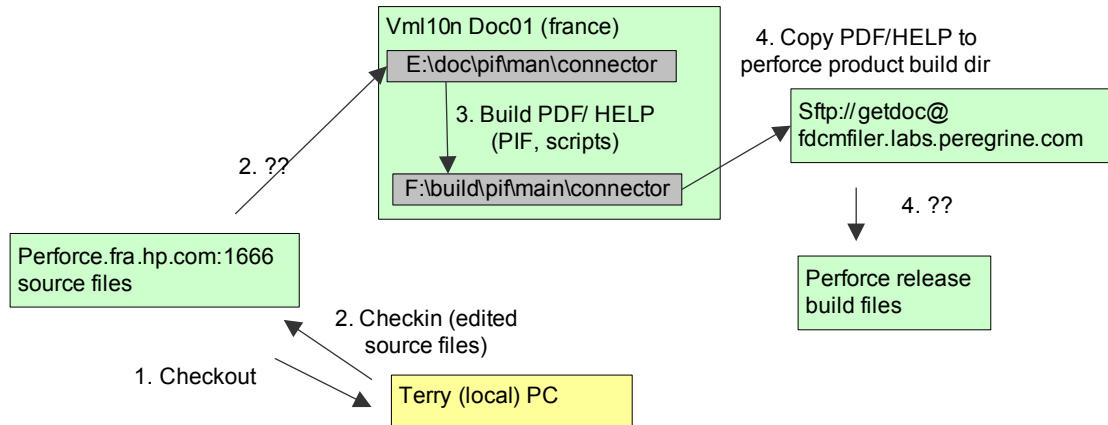 Vml10n Doc01 (france)
E:\doc\pif\man\connector
3. Build PDF/ HELP
(PIF, scripts)
F:\build\pif\main\connector
4. Copy PDF/HELP to
perforce product build dir
Sftp://getdoc@
fdcmfiler.labs.peregrine.com
4. ??
Perforce release
build files
2. ??
Perforce.fra.hp.com:1666
source files
2. Checkin (edited
source files)
1. Checkout
Terry (local) PC